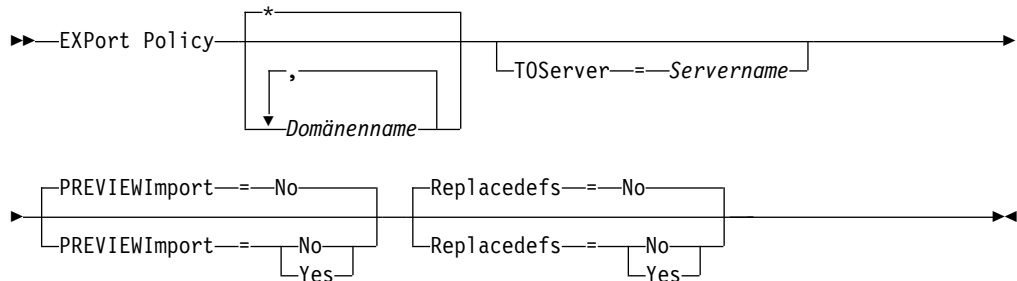 *
EXPort Policy
,
TOServer = Servername
Domänenname
PREVIEWImport = No
Replacedefs = No
PREVIEWImport = No
Yes
Replacedefs = No
Yes